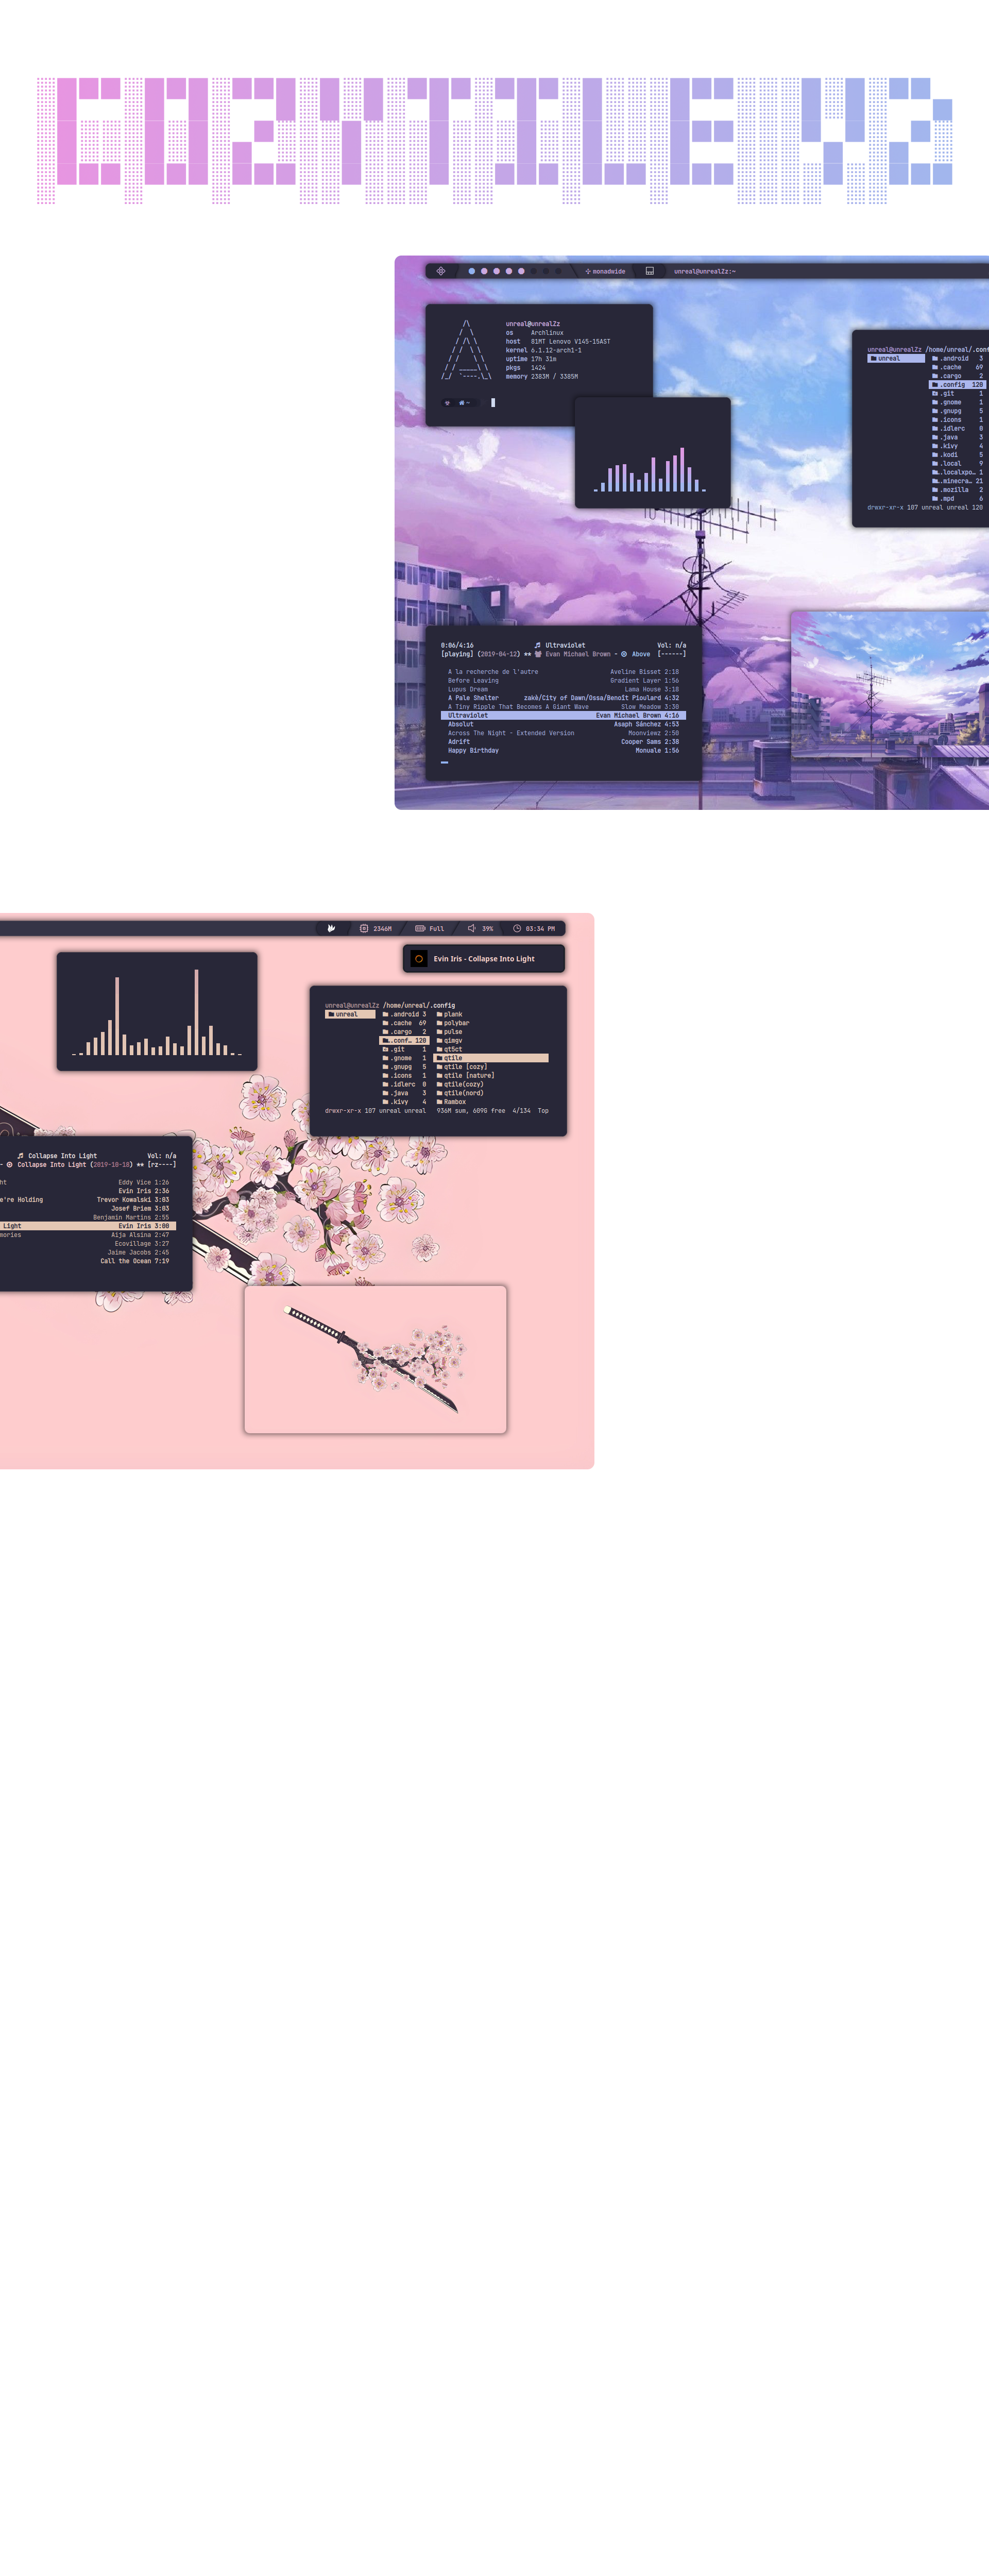 monadwide
unreal@unrealZz:~
unreal@unrealZz
os Archlinux
host 81MT Lenovo V145-15AST
kernel 6.1.12-arch1-1
uptime 17h 31m
pkgs 1424
memory 2383M / 3385M
unreal@unrealZz /home/unreal/.conf
unreal
.android 3
.cache 69
.cargo 2
.config 120
.git 1
.gnome 1
.gnupg 5
.icons 1
.idlerc 0
.java 3
.kivy 4
.kodi 5
.local 9
.localxpo… 1
.minecra… 21
.mozilla 2
.mpd 6
drwxr-xr-x 107 unreal unreal 120
0:06/4:16 Ultraviolet Vol: n/a
[playing] (2019-04-12) ** Evan Michael Brown - Above [------]
A la recherche de l'autre Aveline Bisset 2:18
Before Leaving Gradient Layer 1:56
Lupus Dream Lama House 3:18
A Pale Shelter zakè/City of Dawn/Ossa/Benoît Pioulard 4:32
A Tiny Ripple That Becomes A Giant Wave Slow Meadow 3:30
Ultraviolet Evan Michael Brown 4:16
Absolut Asaph Sánchez 4:53
Across The Night - Extended Version Moonviewz 2:50
Adrift Cooper Sams 2:38
Happy Birthday Monuale 1:56
2346M Full 39% 03:34 PM
Evin Iris - Collapse Into Light
unreal@unrealZz /home/unreal/.config
unreal .android 3 plank
.cache 69 polybar
.cargo 2 pulse
.conf… 120 qimgv
.git 1 qt5ct
.gnome 1 qtile
.gnupg 5 qtile [cozy]
.icons 1 qtile [nature]
.idlerc 0 qtile(cozy)
.java 3 qtile(nord)
.kivy 4 Rambox
drwxr-xr-x 107 unreal unreal 936M sum, 609G free 4/134 Top
Collapse Into Light Vol: n/a
- Collapse Into Light (2019-10-18) ** [rz----]
ht Eddy Vice 1:26
Evin Iris 2:36
e're Holding Trevor Kowalski 3:03
Josef Briem 3:03
Benjamin Martins 2:55
Light Evin Iris 3:00
mories Aija Alsina 2:47
Ecovillage 3:27
Jaime Jacobs 2:45
Call the Ocean 7:19